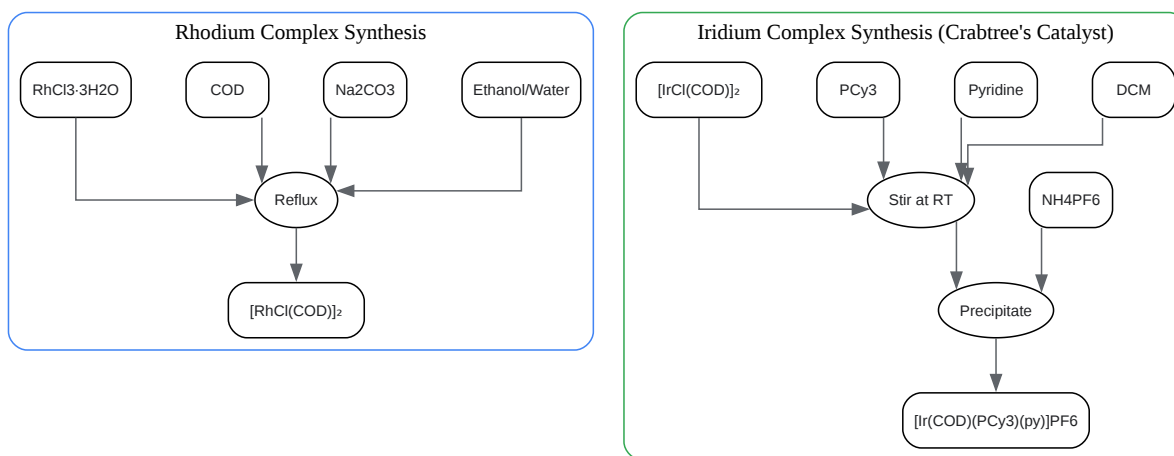 Rhodium Complex Synthesis
RhCl3·3H2O
COD
Na2CO3
Ethanol/Water
Reflux
[RhCl(COD)]₂
Iridium Complex Synthesis (Crabtree's Catalyst)
[IrCl(COD)]₂
PCy3
Pyridine
DCM
Stir at RT
NH4PF6
Precipitate
[Ir(COD)(PCy3)(py)]PF6